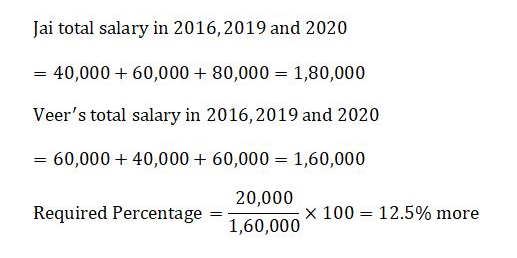 Jai total salary in 2016, 2019 and 2020
= 40,000 + 60,000 + 80,000 = 1,80,000
Veer's total salary in 2016, 2019 and 2020
= 60,000 + 40,000 + 60,000 = 1,60,000
Required Percentage = 20,000/1,60,000 × 100 = 12.5% more